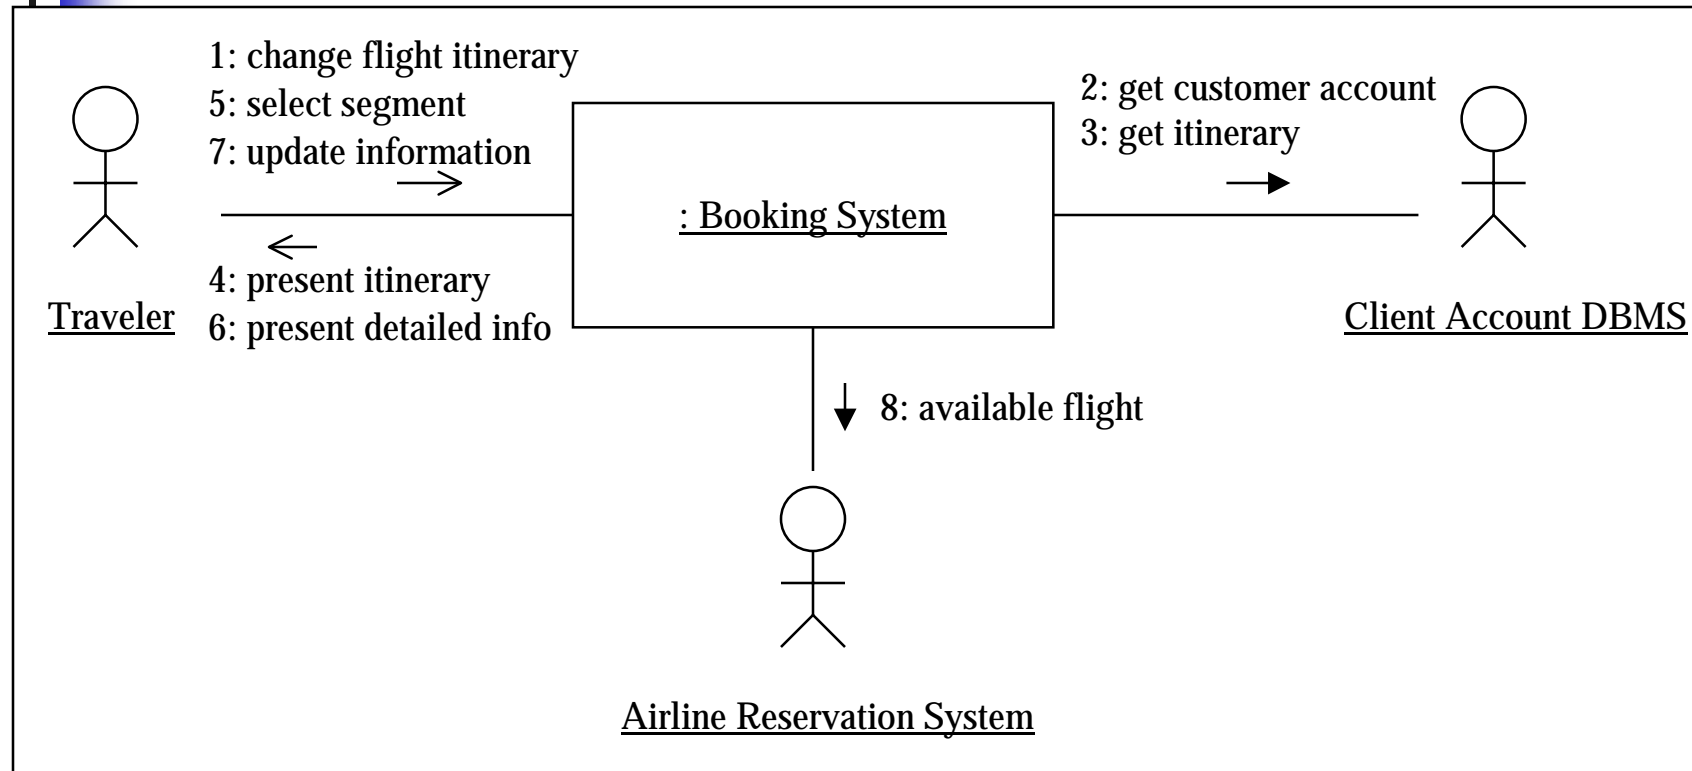 1: change flight itinerary
5: select segment
7: update information
2: get customer account
3: get itinerary
: Booking System
4: present itinerary
6: present detailed info
Traveler
Client Account DBMS
8: available flight
Airline Reservation System